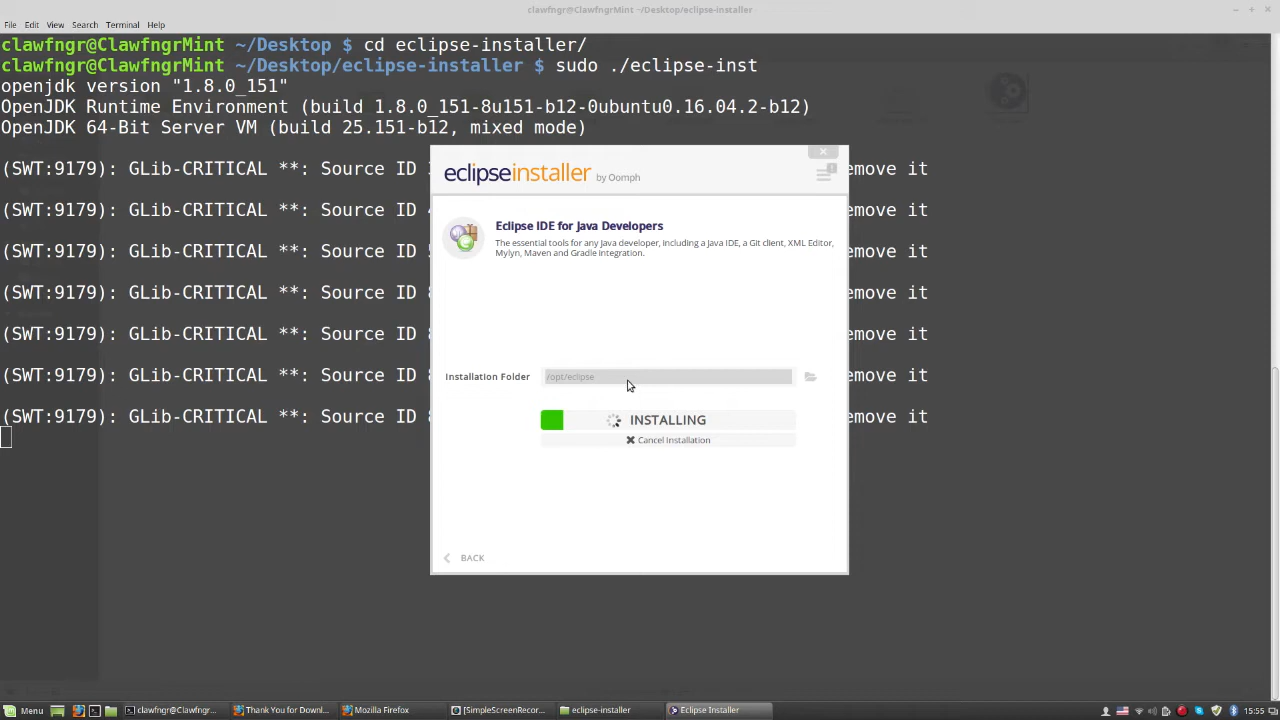 clawfngr@ClawfngrMint ~/Desktop/eclipse-installer
File Edit View Search Terminal Help
clawfngr@ClawfngrMint ~/Desktop $ cd eclipse-installer/
clawfngr@ClawfngrMint ~/Desktop/eclipse-installer $ sudo ./eclipse-inst
openjdk version "1.8.0_151"
OpenJDK Runtime Environment (build 1.8.0_151-8u151-b12-0ubuntu0.16.04.2-b12)
OpenJDK 64-Bit Server VM (build 25.151-b12, mixed mode)
(SWT:9179): GLib-CRITICAL **: Source ID emove it
(SWT:9179): GLib-CRITICAL **: Source ID emove it
(SWT:9179): GLib-CRITICAL **: Source ID emove it
(SWT:9179): GLib-CRITICAL **: Source ID emove it
(SWT:9179): GLib-CRITICAL **: Source ID emove it
(SWT:9179): GLib-CRITICAL **: Source ID emove it
(SWT:9179): GLib-CRITICAL **: Source ID emove it
eclipseinstaller by Oomph
Eclipse IDE for Java Developers
The essential tools for any Java developer, including a Java IDE, a Git client, XML Editor,
Mylyn, Maven and Gradle integration.
Installation Folder /opt/eclipse
INSTALLING
Cancel Installation
BACK
Menu clawfngr@ClawfngrMint... Thank You for Downl... Mozilla Firefox [SimpleScreenRecor... eclipse-installer Eclipse Installer 15:55